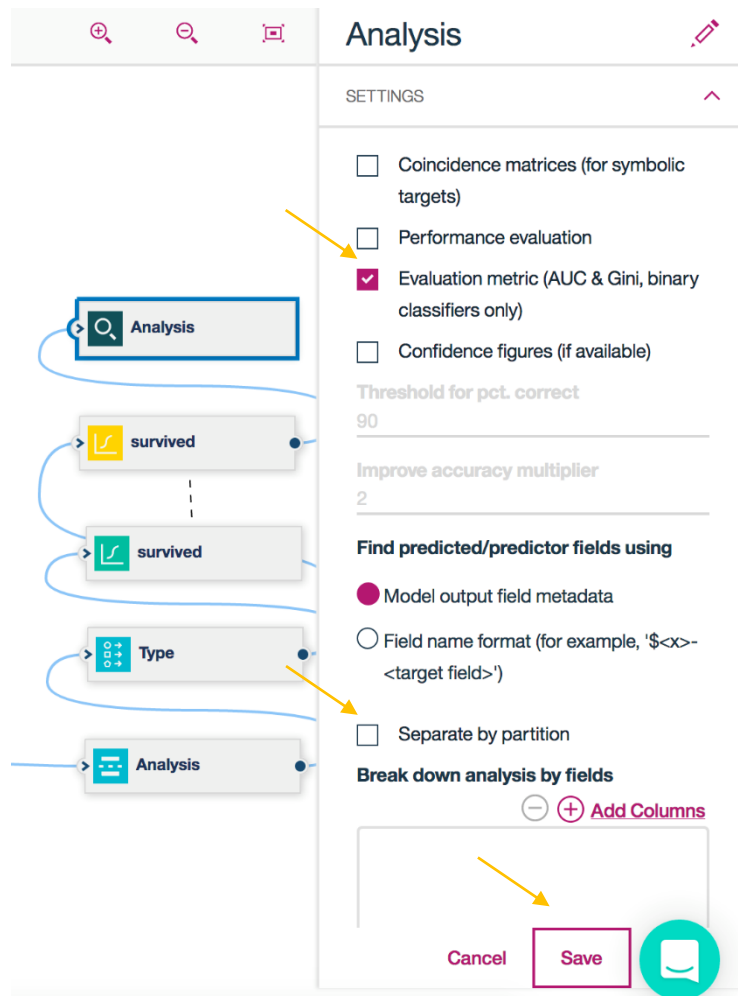 Analysis
SETTINGS
Coincidence matrices (for symbolic
targets)
Performance evaluation
Evaluation metric (AUC & Gini, binary
classifiers only)
Confidence figures (if available)
Threshold for pct. correct
90
Improve accuracy multiplier
2
Find predicted/predictor fields using
Model output field metadata
Field name format (for example, '$<x>-
<target field>')
Separate by partition
Break down analysis by fields
Add Columns
Cancel
Save
Analysis
survived
survived
Type
Analysis